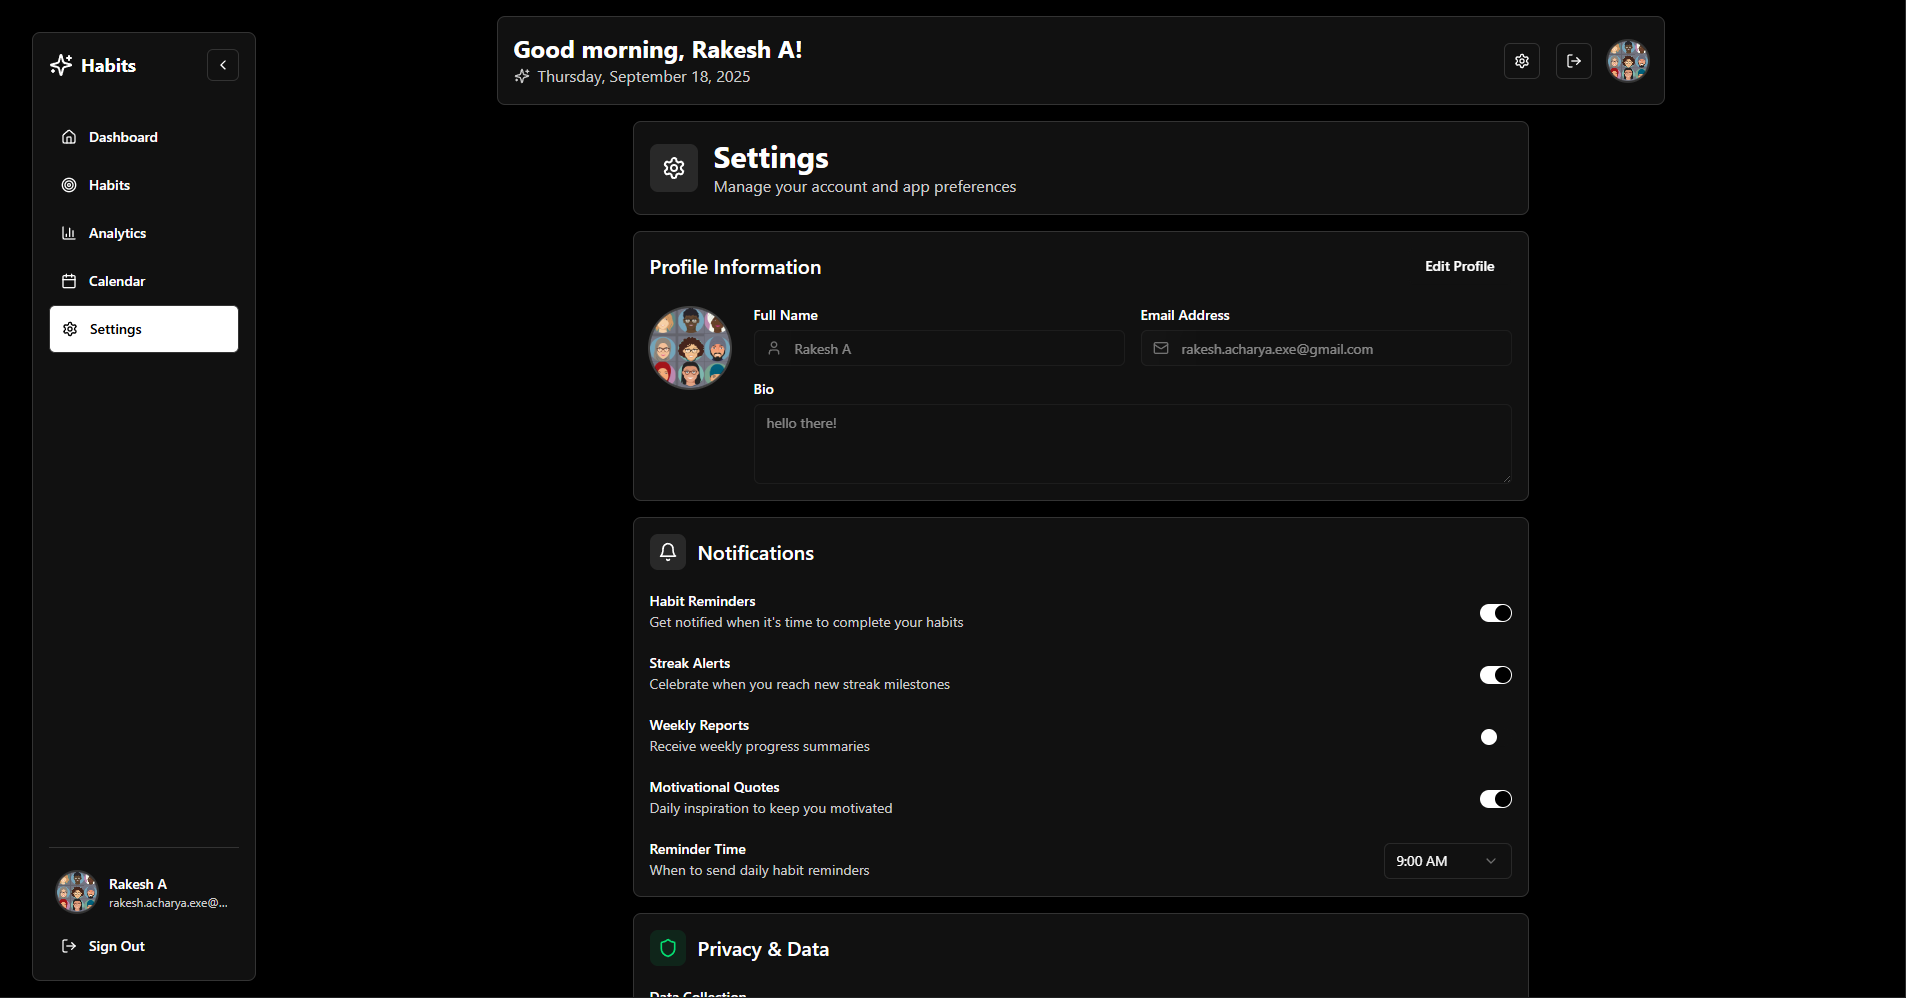 Habits
Dashboard
Habits
Analytics
Calendar
Settings
Rakesh A
rakesh.acharya.exe@...
Sign Out
Good morning, Rakesh A!
Thursday, September 18, 2025
Settings
Manage your account and app preferences
Profile Information
Edit Profile
Full Name
Rakesh A
Email Address
rakesh.acharya.exe@gmail.com
Bio
hello there!
Notifications
Habit Reminders
Get notified when it's time to complete your habits
Streak Alerts
Celebrate when you reach new streak milestones
Weekly Reports
Receive weekly progress summaries
Motivational Quotes
Daily inspiration to keep you motivated
Reminder Time
When to send daily habit reminders
9:00 AM
Privacy & Data
Data Collection